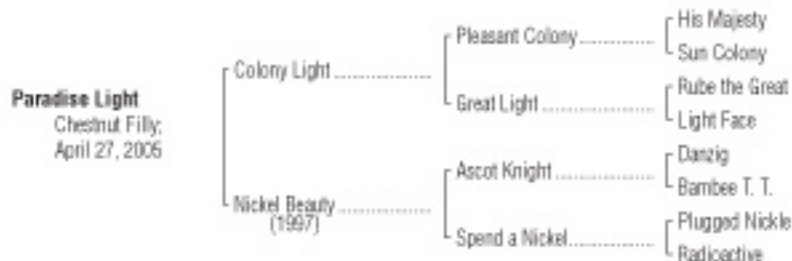 Paradise Light
Chestnut Filly;
April 27, 2005
Colony Light
Nickel Beauty
(1997)
Pleasant Colony
Great Light
Ascot Knight
Spend a Nickel
His Majesty
Sun Colony
Rube the Great
Light Face
Danzig
Bambee T. T.
Plugged Nickle
Radioactive